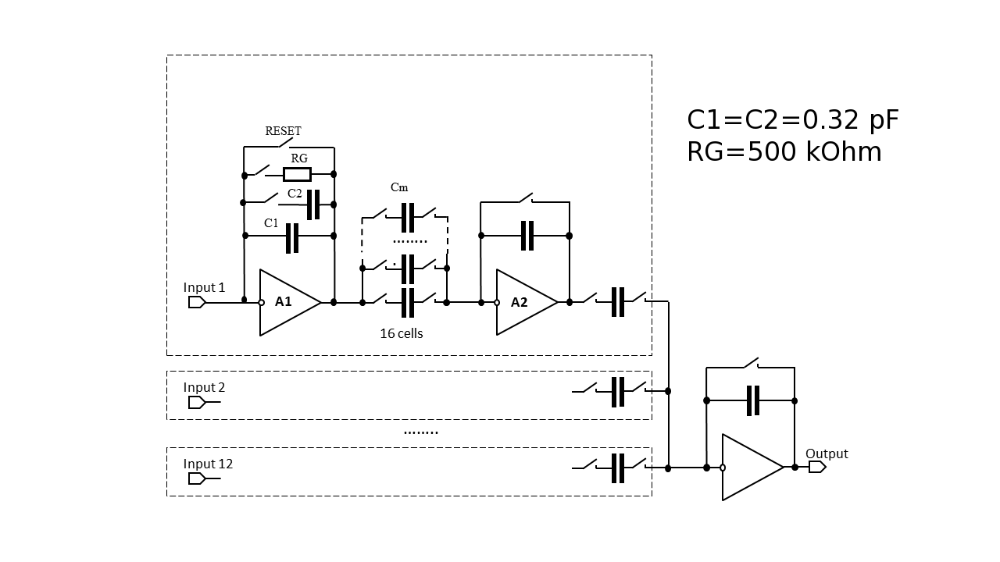 C1=C2=0.32 pF
RG=500 kOhm
RESET
RG
C2
C1
Cm
........
Input 1
A1
A2
16 cells
Input 2
........
Input 12
Output